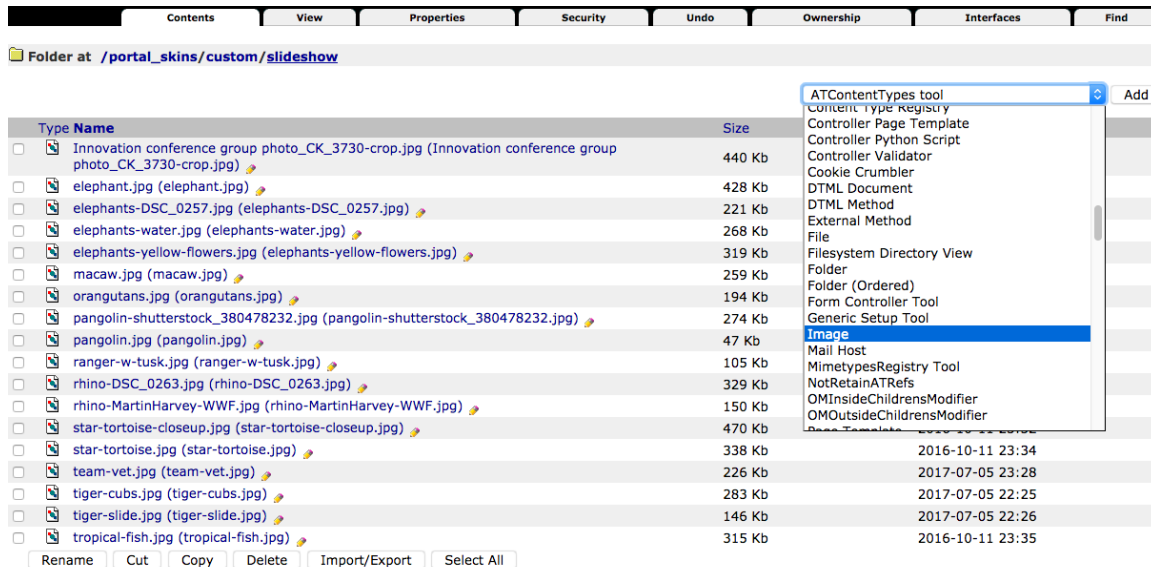 Contents View Properties Security Undo Ownership Interfaces Find
Folder at /portal_skins/custom/slideshow
ATContentTypes tool Add
Type Name Size
Innovation conference group photo_CK_3730-crop.jpg (Innovation conference group
photo_CK_3730-crop.jpg) 440 Kb
elephant.jpg (elephant.jpg) 428 Kb
elephants-DSC_0257.jpg (elephants-DSC_0257.jpg) 221 Kb
elephants-water.jpg (elephants-water.jpg) 268 Kb
elephants-yellow-flowers.jpg (elephants-yellow-flowers.jpg) 319 Kb
macaw.jpg (macaw.jpg) 259 Kb
orangutans.jpg (orangutans.jpg) 194 Kb
pangolin-shutterstock_380478232.jpg (pangolin-shutterstock_380478232.jpg) 274 Kb
pangolin.jpg (pangolin.jpg) 47 Kb
ranger-w-tusk.jpg (ranger-w-tusk.jpg) 105 Kb
rhino-DSC_0263.jpg (rhino-DSC_0263.jpg) 329 Kb
rhino-MartinHarvey-WWF.jpg (rhino-MartinHarvey-WWF.jpg) 150 Kb
star-tortoise-closeup.jpg (star-tortoise-closeup.jpg) 470 Kb
star-tortoise.jpg (star-tortoise.jpg) 338 Kb 2016-10-11 23:34
team-vet.jpg (team-vet.jpg) 226 Kb 2017-07-05 23:28
tiger-cubs.jpg (tiger-cubs.jpg) 283 Kb 2017-07-05 22:25
tiger-slide.jpg (tiger-slide.jpg) 146 Kb 2017-07-05 22:26
tropical-fish.jpg (tropical-fish.jpg) 315 Kb 2016-10-11 23:35
Content Type Registry
Controller Page Template
Controller Python Script
Controller Validator
Cookie Crumbler
DTML Document
DTML Method
External Method
File
Filesystem Directory View
Folder
Folder (Ordered)
Form Controller Tool
Generic Setup Tool
Image
Mail Host
MimetypesRegistry Tool
NotRetainATRefs
OMInsideChildrensModifier
OMOutsideChildrensModifier
Rename Cut Copy Delete Import/Export Select All